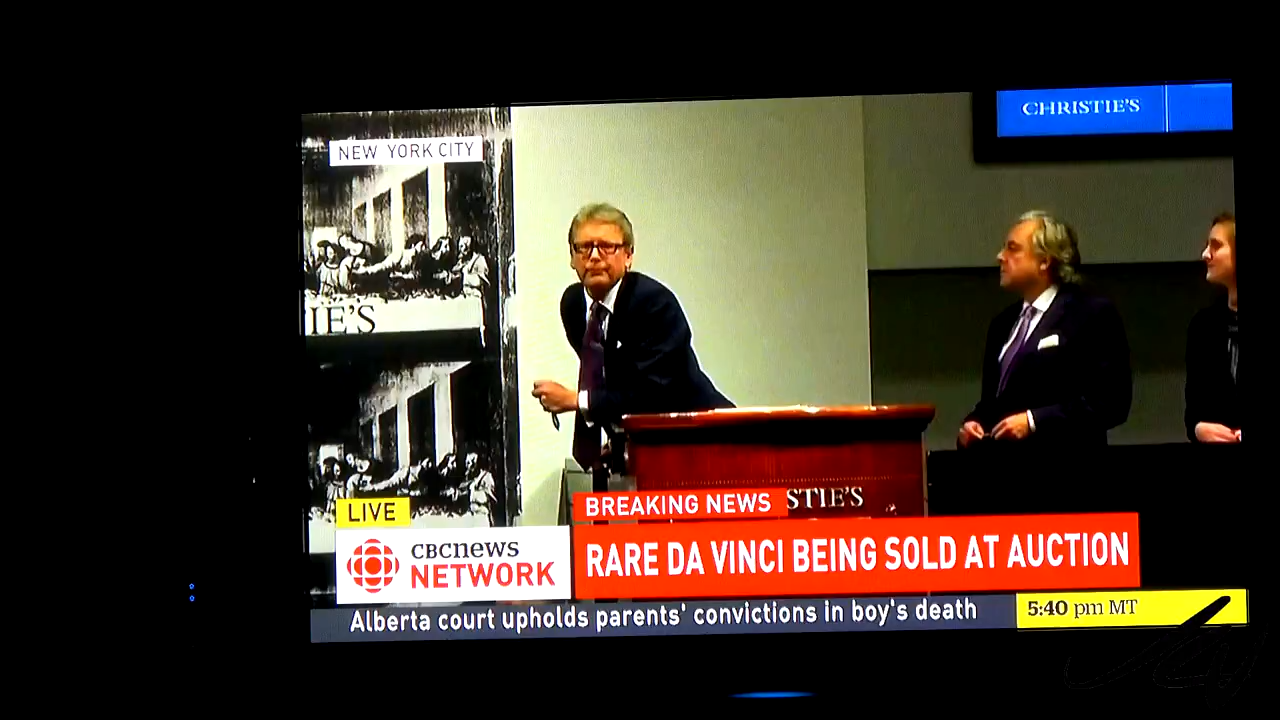 CHRISTIE'S
NEW YORK CITY
IE'S
STIE'S
LIVE
BREAKING NEWS
CBCnews
NETWORK
RARE DA VINCI BEING SOLD AT AUCTION
Alberta court upholds parents' convictions in boy's death
5:40 pm MT